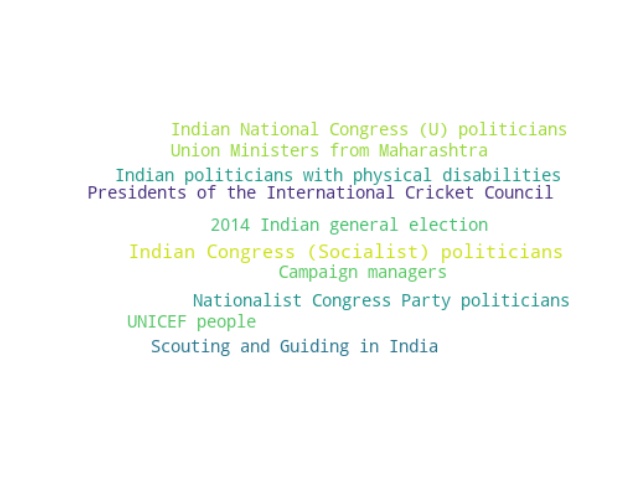 Indian National Congress (U) politicians
Union Ministers from Maharashtra
Indian politicians with physical disabilities
Presidents of the International Cricket Council
2014 Indian general election
Indian Congress (Socialist) politicians
Campaign managers
Nationalist Congress Party politicians
UNICEF people
Scouting and Guiding in India